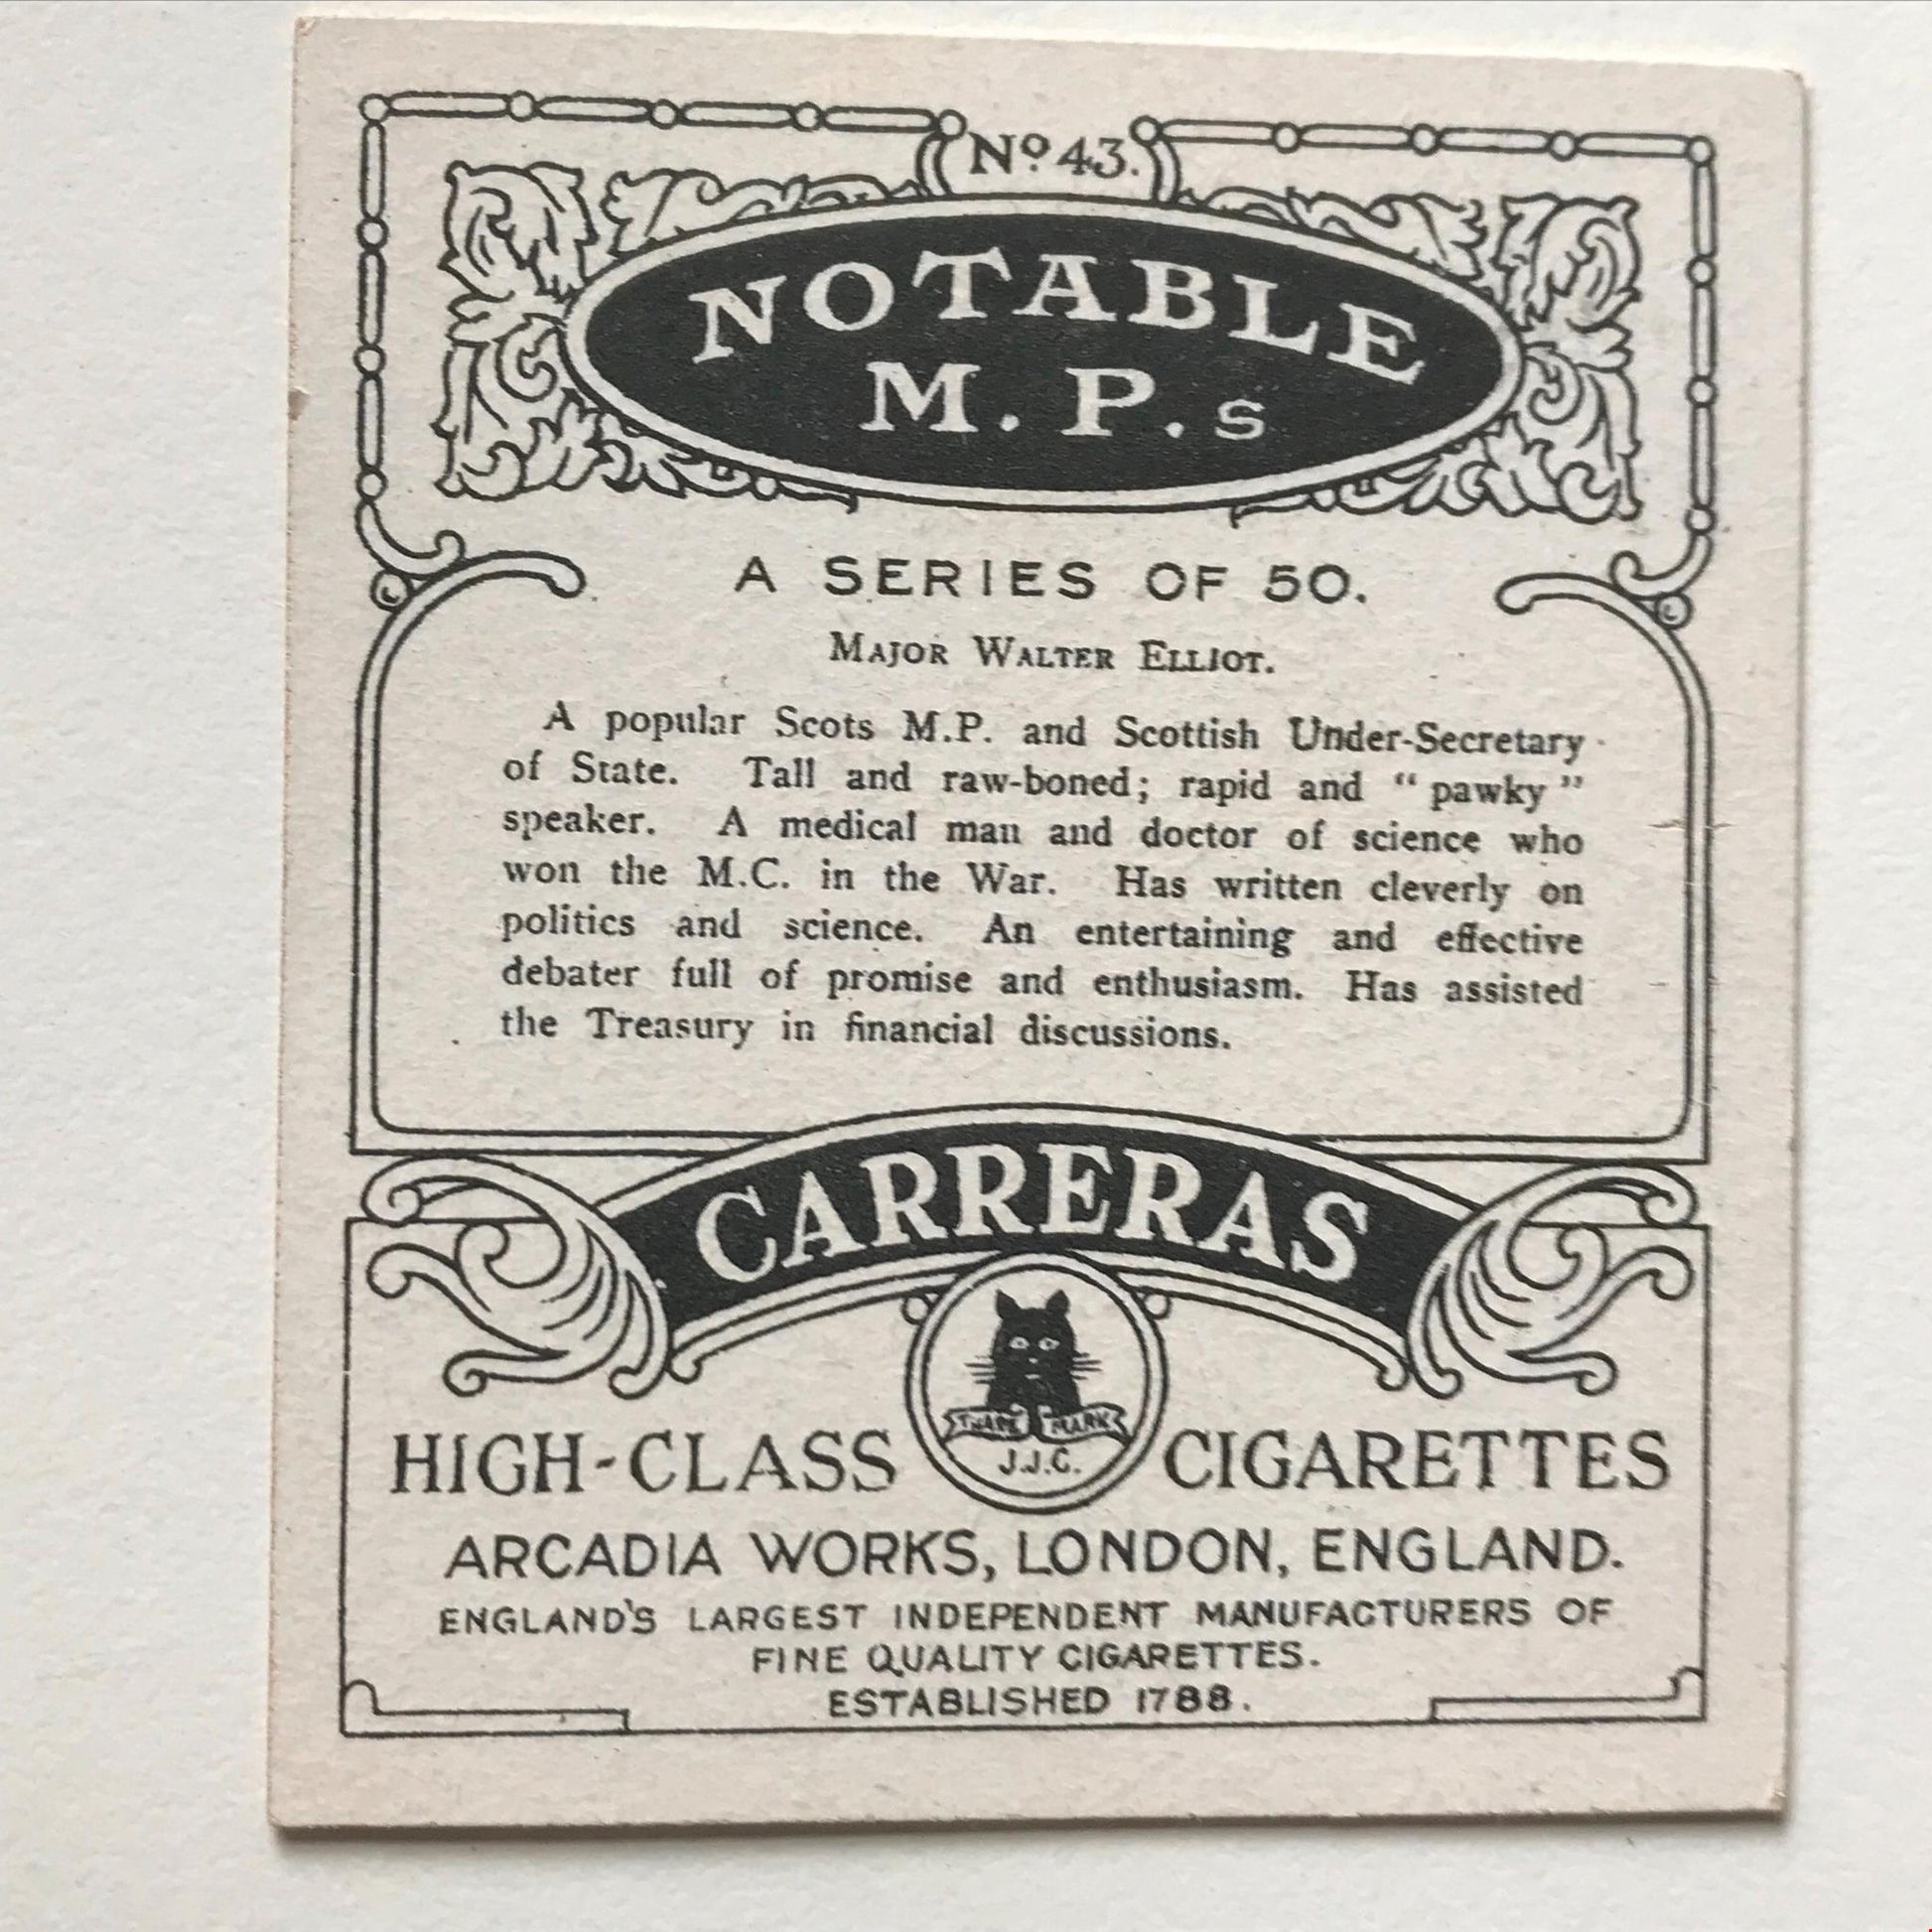 Nº 43.
NOTABLE
M.P.s
A SERIES OF 50.
MAJOR WALTER ELLIOT.
A popular Scots M.P. and Scottish Under-Secretary
of State. Tall and raw-boned; rapid and "pawky"
speaker. A medical man and doctor of science who
won the M.C. in the War. Has written cleverly on
politics and science. An entertaining and effective
debater full of promise and enthusiasm. Has assisted
the Treasury in financial discussions.
CARRERAS
TRADE MARK
J.J.C.
HIGH-CLASS CIGARETTES
ARCADIA WORKS, LONDON, ENGLAND.
ENGLAND'S LARGEST INDEPENDENT MANUFACTURERS OF
FINE QUALITY CIGARETTES.
ESTABLISHED 1788.